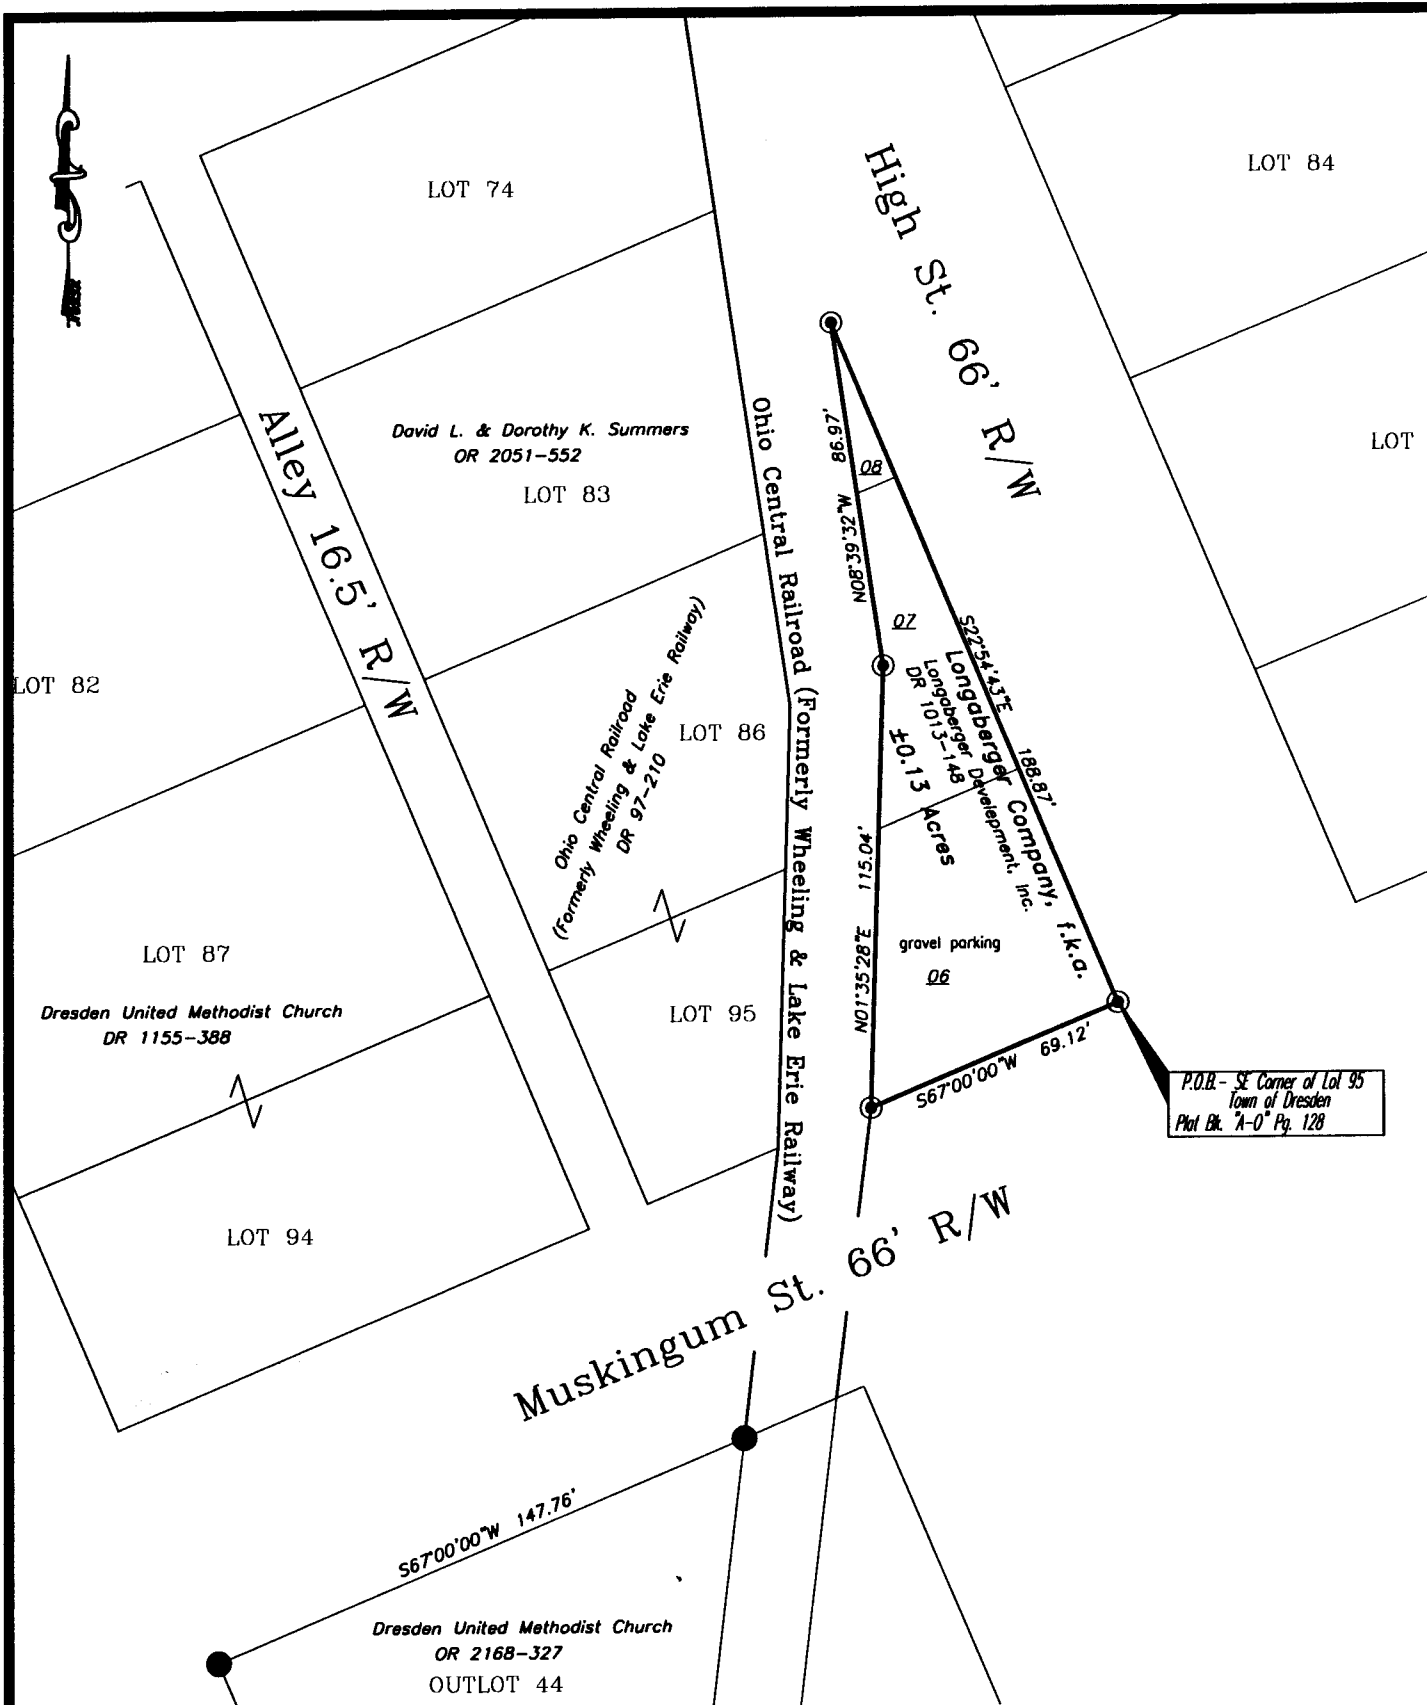 LOT 74
LOT 84
High St. 66' R/W
Alley 16.5' R/W
David L. & Dorothy K. Summers
OR 2051-552
LOT 83
LOT
Ohio Central Railroad (Formerly Wheeling & Lake Erie Railway)
N08°39'32"W 86.97'
08
07
S22°54'43"E 188.87'
Longaberger Company, f.k.a.
Longaberger Development, Inc.
DR 1013-148
±0.13 Acres
LOT 82
LOT 86
Ohio Central Railroad
(Formerly Wheeling & Lake Erie Railway)
DR 97-210
N01°35'28"E 115.04'
gravel parking
06
LOT 87
Dresden United Methodist Church
DR 1155-388
LOT 95
S67°00'00"W 69.12'
P.O.B.- SE Corner of Lot 95
Town of Dresden
Plat Bk. "A-0" Pg. 128
LOT 94
Muskingum St. 66' R/W
S67°00'00"W 147.76'
Dresden United Methodist Church
OR 2168-327
OUTLOT 44